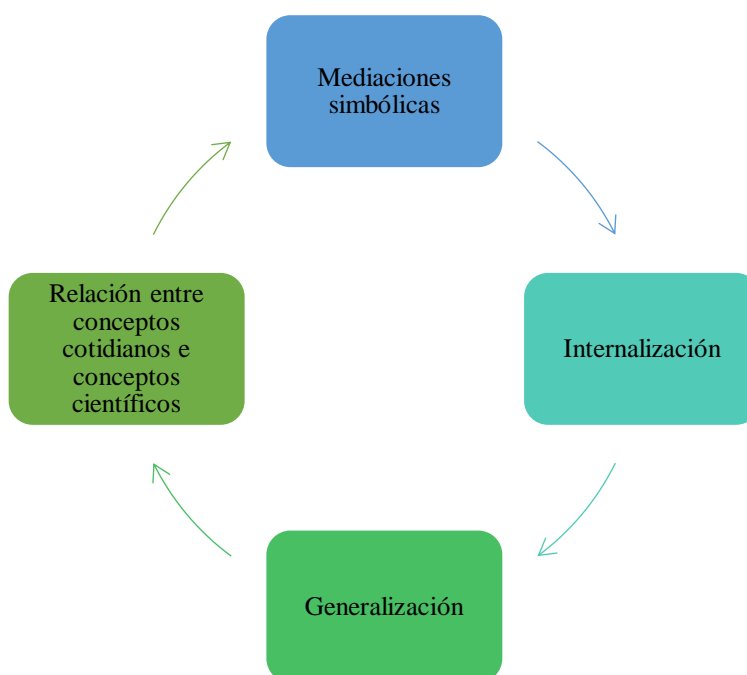 Mediaciones
simbólicas
Relación entre
conceptos
cotidianos e
conceptos
científicos
Internalización
Generalización